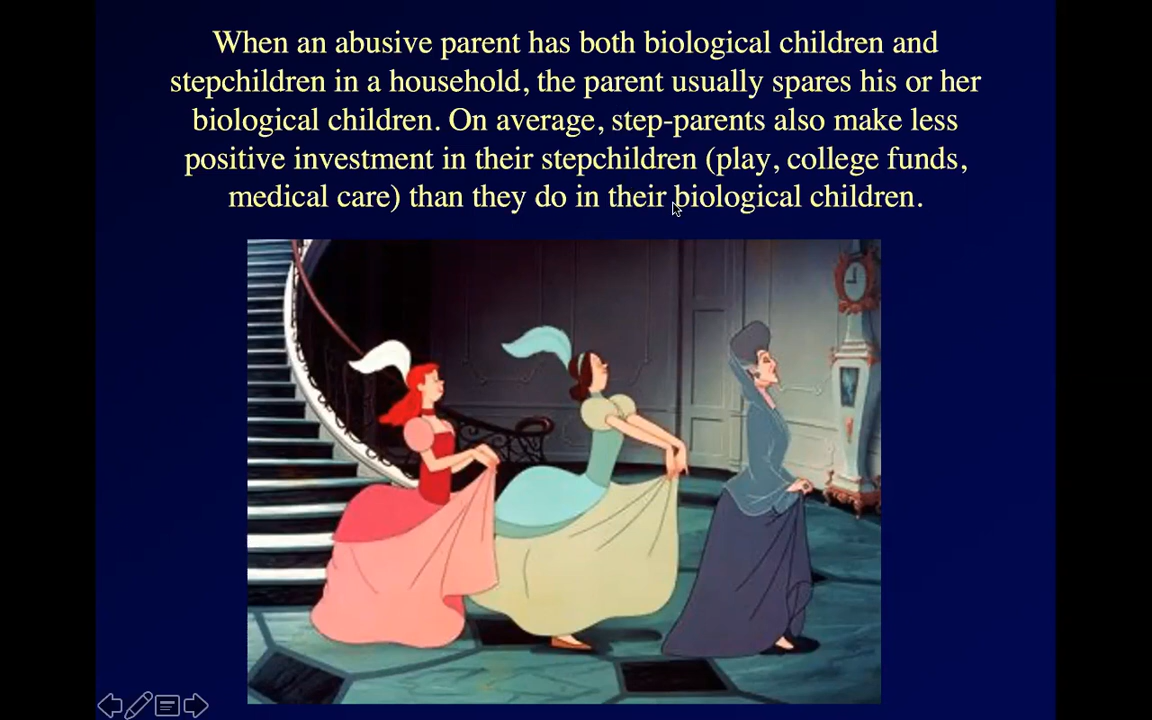 When an abusive parent has both biological children and
stepchildren in a household, the parent usually spares his or her
biological children. On average, step-parents also make less
positive investment in their stepchildren (play, college funds,
medical care) than they do in their biological children.